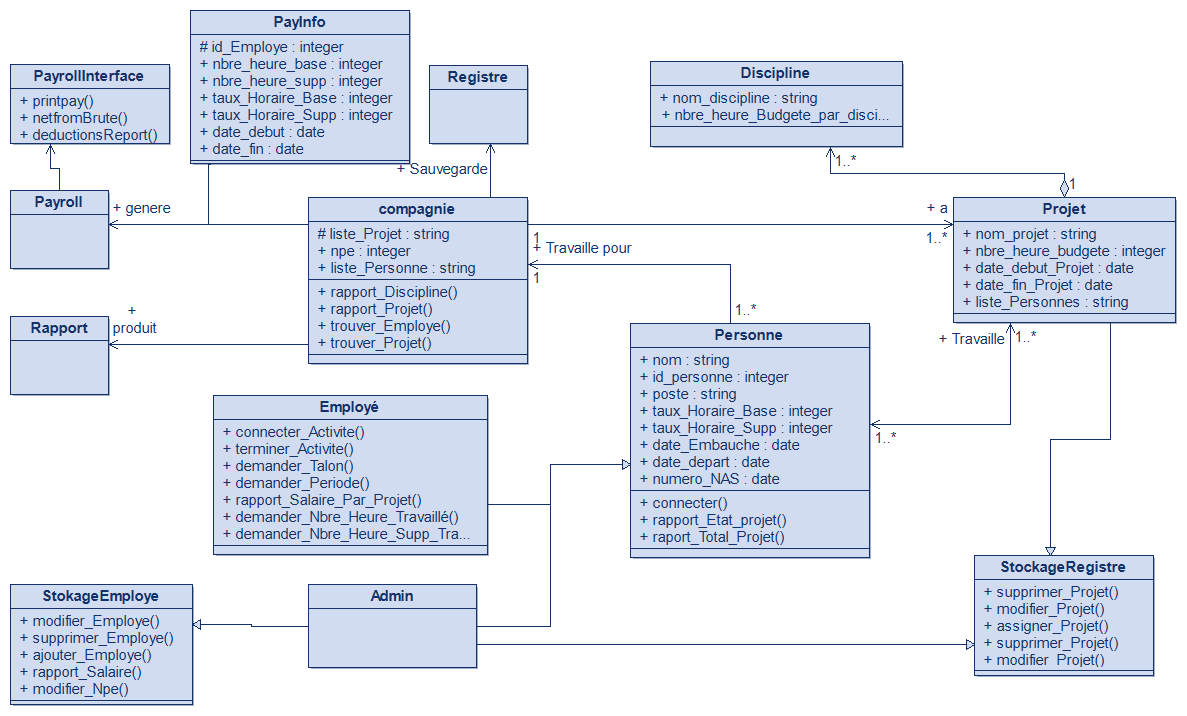 PayInfo
# id_Employe : integer
+ nbre_heure_base : integer
+ nbre_heure_supp : integer
+ taux_Horaire_Base : integer
+ taux_Horaire_Supp : integer
+ date_debut : date
+ date_fin : date
PayrollInterface
+ printpay()
+ netfromBrute()
+ deductionsReport()
Registre
Discipline
+ nom_discipline : string
+ nbre_heure_Budgete_par_disci...
+ Sauvegarde
1..*
1
Payroll
+ genere
compagnie
# liste_Projet : string
+ npe : integer
+ liste_Personne : string
+ rapport_Discipline()
+ rapport_Projet()
+ trouver_Employe()
+ trouver_Projet()
+ a
1
1..*
+ Travaille pour
1
1..*
Projet
+ nom_projet : string
+ nbre_heure_budgete : integer
+ date_debut_Projet : date
+ date_fin_Projet : date
+ liste_Personnes : string
Rapport
+
produit
+ Travaille
1..*
1..*
Personne
+ nom : string
+ id_personne : integer
+ poste : string
+ taux_Horaire_Base : integer
+ taux_Horaire_Supp : integer
+ date_Embauche : date
+ date_depart : date
+ numero_NAS : date
+ connecter()
+ rapport_Etat_projet()
+ raport_Total_Projet()
Employé
+ connecter_Activite()
+ terminer_Activite()
+ demander_Talon()
+ demander_Periode()
+ rapport_Salaire_Par_Projet()
+ demander_Nbre_Heure_Travaillé()
+ demander_Nbre_Heure_Supp_Tra...
StokageEmploye
+ modifier_Employe()
+ supprimer_Employe()
+ ajouter_Employe()
+ rapport_Salaire()
+ modifier_Npe()
Admin
StockageRegistre
+ supprimer_Projet()
+ modifier_Projet()
+ assigner_Projet()
+ supprimer_Projet()
+ modifier_Projet()